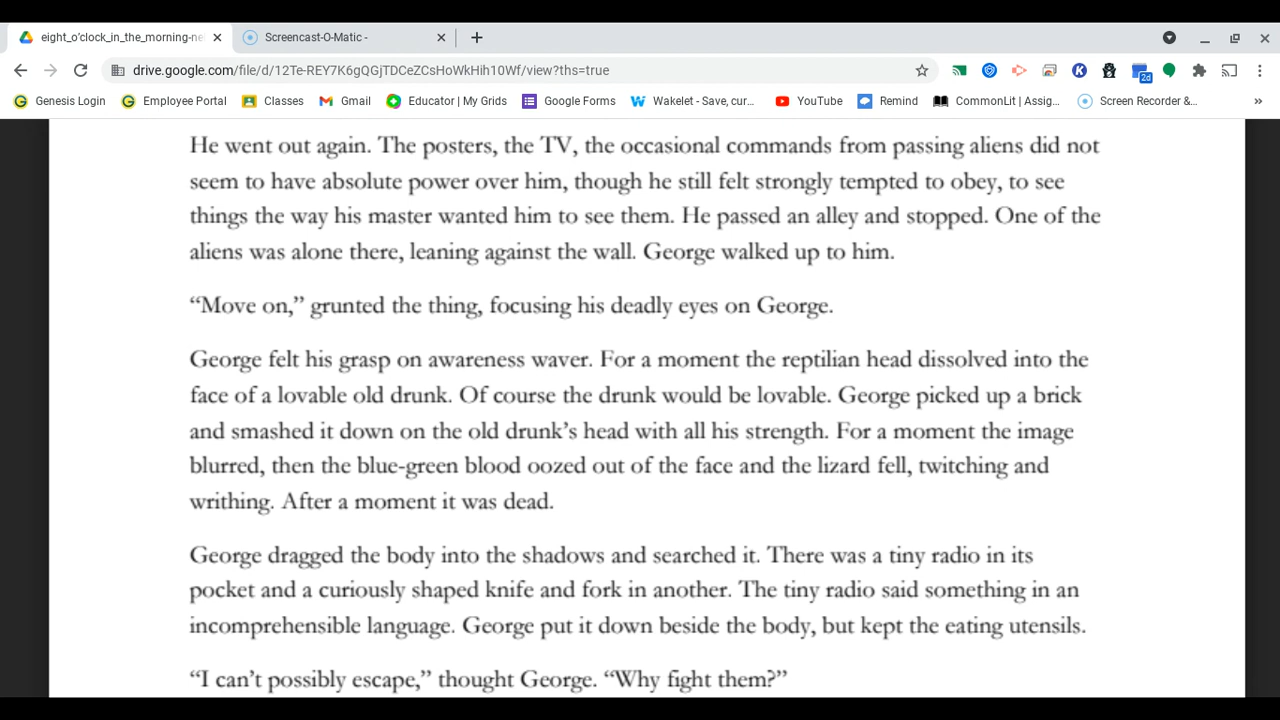 eight_o'clock_in_the_morning-ne
Screencast-O-Matic -
drive.google.com/file/d/12Te-REY7K6gQGjTDCeZCsHoWkHih10Wf/view?ths=true
2d
Genesis Login Employee Portal Classes Gmail Educator | My Grids Google Forms Wakelet - Save, cur... YouTube Remind CommonLit | Assig... Screen Recorder &... »
He went out again. The posters, the TV, the occasional commands from passing aliens did not
seem to have absolute power over him, though he still felt strongly tempted to obey, to see
things the way his master wanted him to see them. He passed an alley and stopped. One of the
aliens was alone there, leaning against the wall. George walked up to him.
“Move on,” grunted the thing, focusing his deadly eyes on George.
George felt his grasp on awareness waver. For a moment the reptilian head dissolved into the
face of a lovable old drunk. Of course the drunk would be lovable. George picked up a brick
and smashed it down on the old drunk’s head with all his strength. For a moment the image
blurred, then the blue-green blood oozed out of the face and the lizard fell, twitching and
writhing. After a moment it was dead.
George dragged the body into the shadows and searched it. There was a tiny radio in its
pocket and a curiously shaped knife and fork in another. The tiny radio said something in an
incomprehensible language. George put it down beside the body, but kept the eating utensils.
“I can’t possibly escape,” thought George. “Why fight them?”